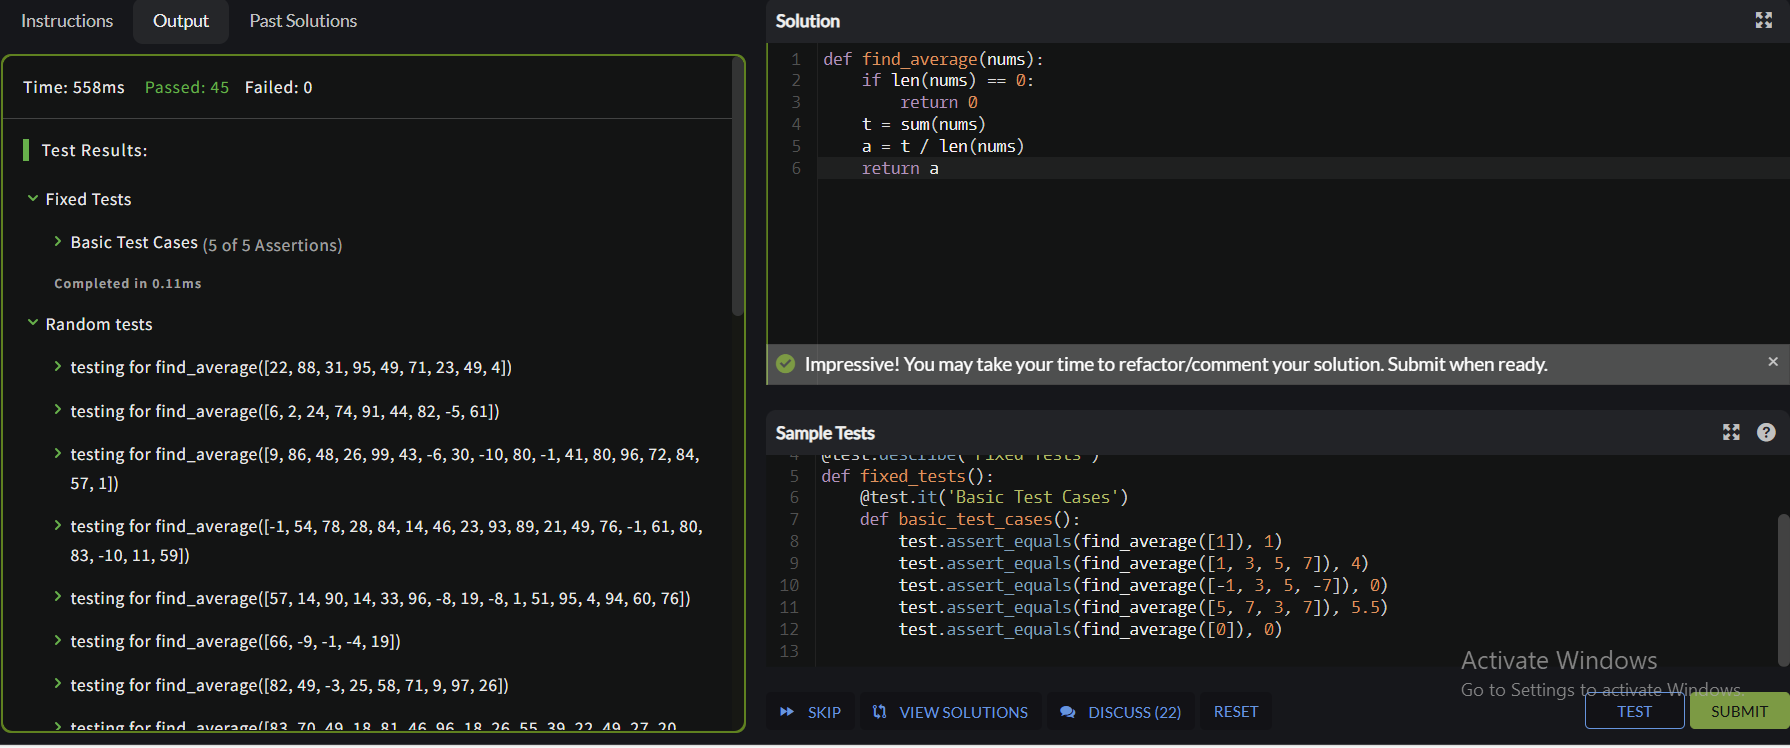 Instructions
Output
Past Solutions
Time: 558ms Passed: 45 Failed: 0
Test Results:
Fixed Tests
Basic Test Cases (5 of 5 Assertions)
Completed in 0.11ms
Random tests
testing for find_average([22, 88, 31, 95, 49, 71, 23, 49, 4])
testing for find_average([6, 2, 24, 74, 91, 44, 82, -5, 61])
testing for find_average([9, 86, 48, 26, 99, 43, -6, 30, -10, 80, -1, 41, 80, 96, 72, 84,
57, 1])
testing for find_average([-1, 54, 78, 28, 84, 14, 46, 23, 93, 89, 21, 49, 76, -1, 61, 80,
83, -10, 11, 59])
testing for find_average([57, 14, 90, 14, 33, 96, -8, 19, -8, 1, 51, 95, 4, 94, 60, 76])
testing for find_average([66, -9, -1, -4, 19])
testing for find_average([82, 49, -3, 25, 58, 71, 9, 97, 26])
testing for find_average([83, 70, 49, 18, 81, 46, 96, 18, 26, 55, 39, 22, 49, 27, 20,
Solution
1 def find_average(nums):
2 if len(nums) == 0:
3 return 0
4 t = sum(nums)
5 a = t / len(nums)
6 return a
Impressive! You may take your time to refactor/comment your solution. Submit when ready.
Sample Tests
4 @test.describe('Fixed Tests')
5 def fixed_tests():
6 @test.it('Basic Test Cases')
7 def basic_test_cases():
8 test.assert_equals(find_average([1]), 1)
9 test.assert_equals(find_average([1, 3, 5, 7]), 4)
10 test.assert_equals(find_average([-1, 3, 5, -7]), 0)
11 test.assert_equals(find_average([5, 7, 3, 7]), 5.5)
12 test.assert_equals(find_average([0]), 0)
13
Activate Windows
Go to Settings to activate Windows.
SKIP
VIEW SOLUTIONS
DISCUSS (22)
RESET
TEST
SUBMIT